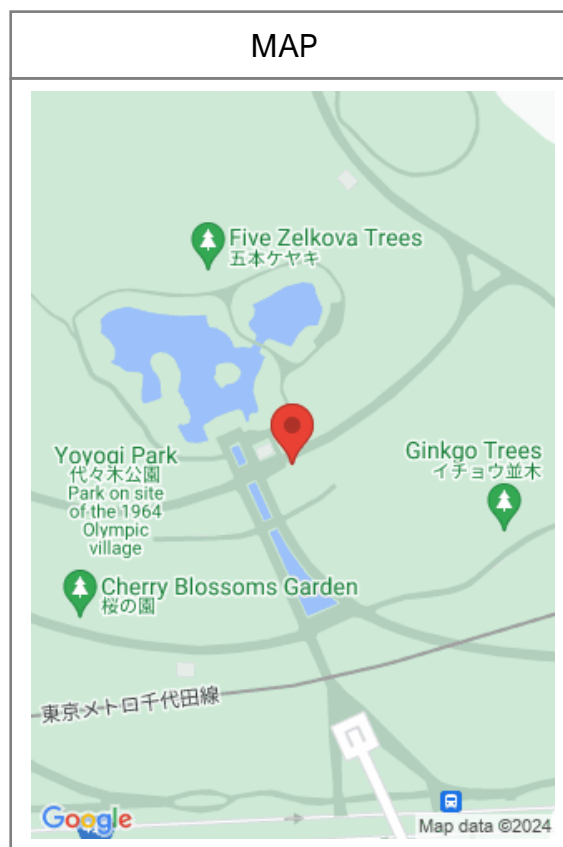 MAP
Five Zelkova Trees
五本ケヤキ
Yoyogi Park
代々木公園
Park on site
of the 1964
Olympic
village
Ginkgo Trees
イチョウ並木
Cherry Blossoms Garden
桜の園
東京メトロ千代田線
Google
Map data ©2024